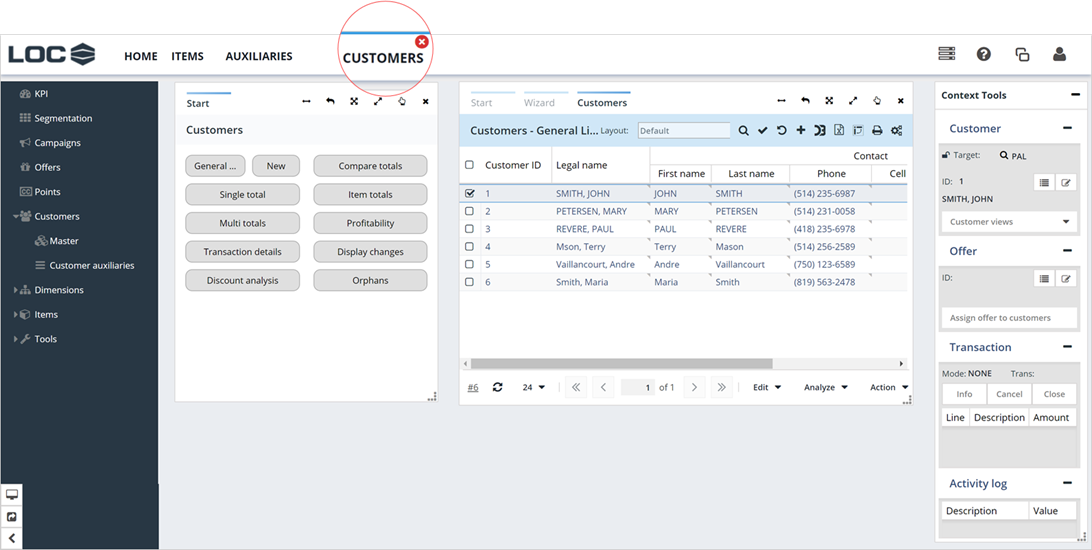 LOC
HOME ITEMS AUXILIARIES CUSTOMERS
KPI
Segmentation
Campaigns
Offers
Points
Customers
Master
Customer auxiliaries
Dimensions
Items
Tools
Start
Customers
General ... New Compare totals
Single total Item totals
Multi totals Profitability
Transaction details Display changes
Discount analysis Orphans
Start Wizard Customers
Customers - General Li... Layout: Default
Customer ID Legal name Contact
First name Last name Phone Cell
1 SMITH, JOHN JOHN SMITH (514) 235-6987
2 PETERSEN, MARY MARY PETERSEN (514) 231-0058
3 REVERE, PAUL PAUL REVERE (418) 235-6978
4 Mson, Terry Terry Mason (514) 256-2589
5 Vaillancourt, Andre Andre Vaillancourt (750) 123-6589
6 Smith, Maria Maria Smith (819) 563-2478
#6 24 1 of 1 Edit Analyze Action
Context Tools
Customer
Target: PAL
ID: 1
SMITH, JOHN
Customer views
Offer
ID:
Assign offer to customers
Transaction
Mode: NONE Trans:
Info Cancel Close
Line Description Amount
Activity log
Description Value